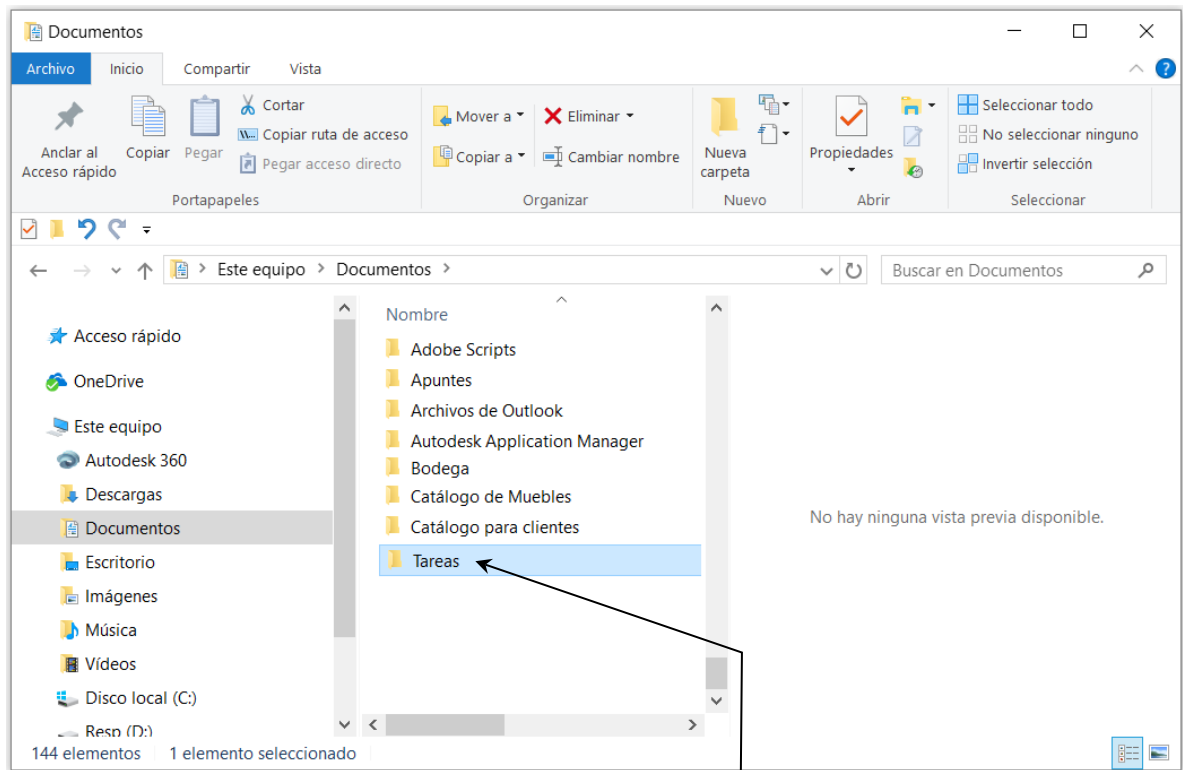 Documentos
Archivo Inicio Compartir Vista
Anclar al Acceso rápido
Copiar
Pegar
Cortar
Copiar ruta de acceso
Pegar acceso directo
Portapapeles
Mover a
Copiar a
Eliminar
Cambiar nombre
Organizar
Nueva carpeta
Nuevo
Propiedades
Abrir
Seleccionar todo
No seleccionar ninguno
Invertir selección
Seleccionar
Este equipo > Documentos >
Buscar en Documentos
Acceso rápido
OneDrive
Este equipo
Autodesk 360
Descargas
Documentos
Escritorio
Imágenes
Música
Vídeos
Disco local (C:)
Resp (D:)
Nombre
Adobe Scripts
Apuntes
Archivos de Outlook
Autodesk Application Manager
Bodega
Catálogo de Muebles
Catálogo para clientes
Tareas
No hay ninguna vista previa disponible.
144 elementos 1 elemento seleccionado